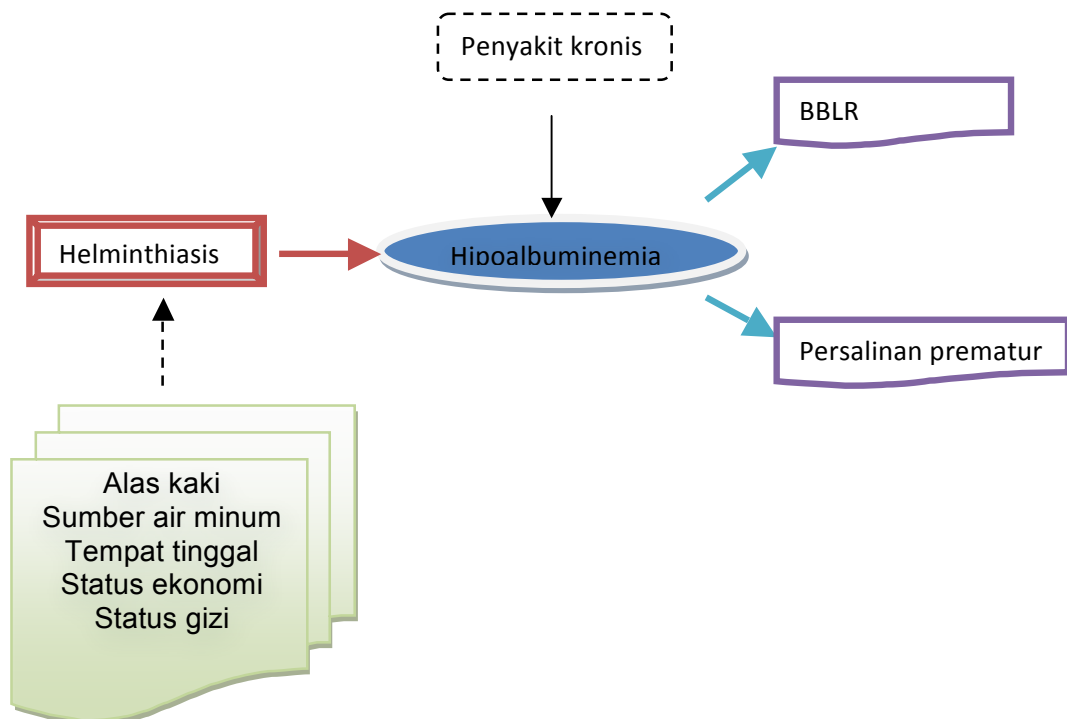 Penyakit kronis
BBLR
Helminthiasis
Hipoalbuminemia
Persalinan prematur
Alas kaki
Sumber air minum
Tempat tinggal
Status ekonomi
Status gizi